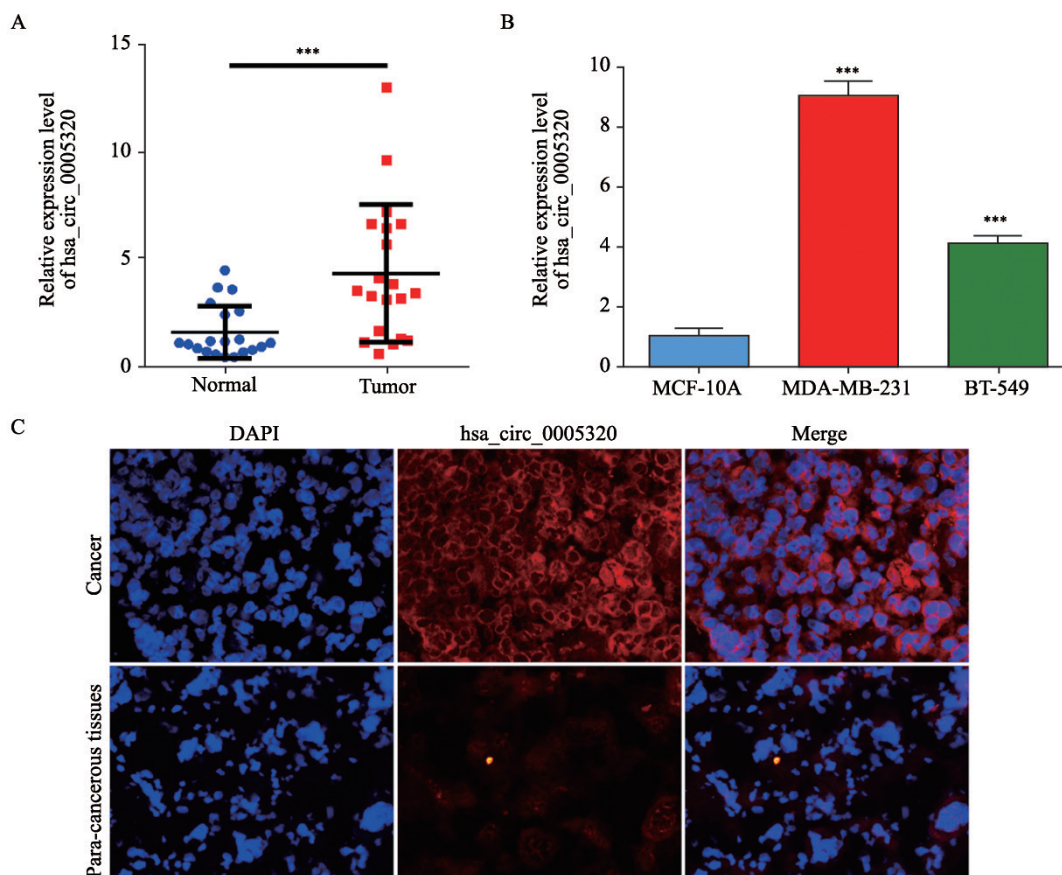 A
Relative expression level
of hsa_circ_0005320
15
10
5
0
***
Normal
Tumor
B
Relative expression level
of hsa_circ_0005320
10
8
6
4
2
0
***
***
MCF-10A
MDA-MB-231
BT-549
C
DAPI
hsa_circ_0005320
Merge
Cancer
Para-cancerous tissues